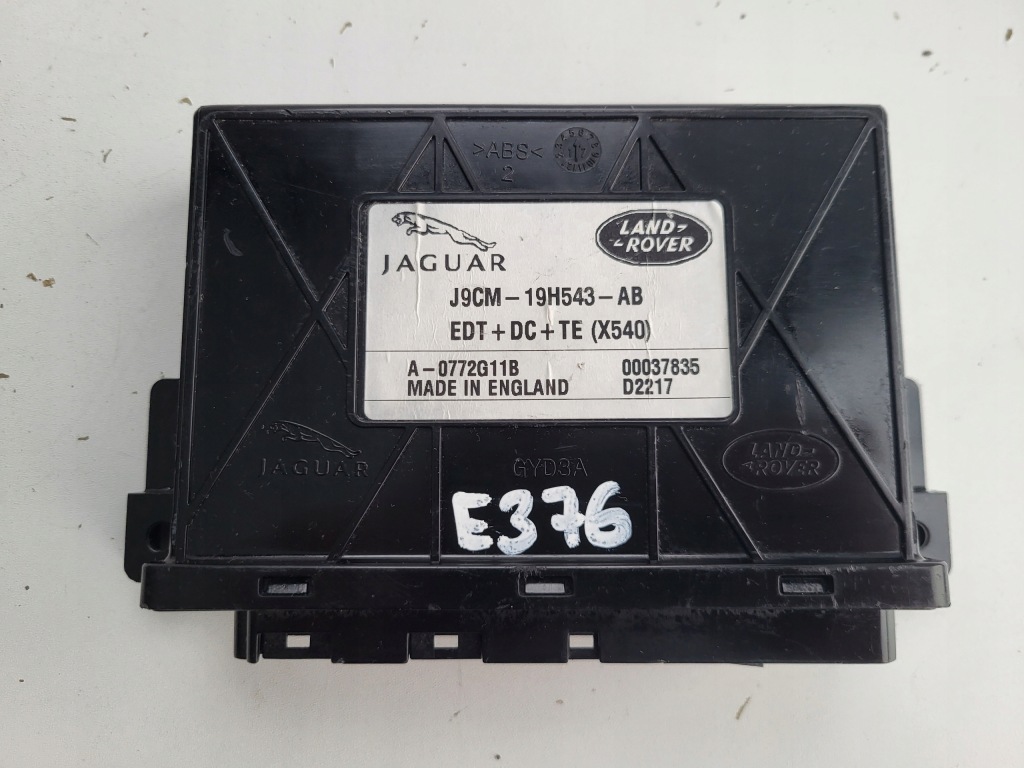 >ABS<
2
JAGUAR
LAND-
-ROVER
J9CM-19H543-AB
EDT+DC+TE (X540)
A-0772G11B 00037835
MADE IN ENGLAND D2217
JAGUAR
GYD3A
LAND-
-ROVER
E376